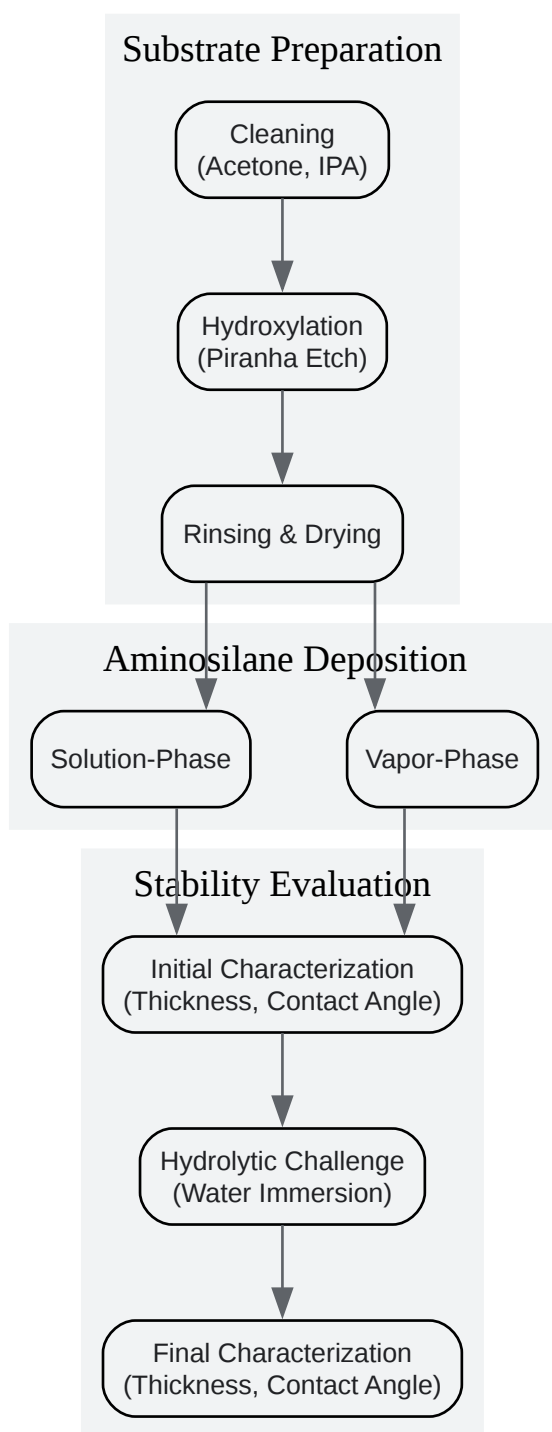 Substrate Preparation
Cleaning
(Acetone, IPA)
Hydroxylation
(Piranha Etch)
Rinsing & Drying
Aminosilane Deposition
Solution-Phase
Vapor-Phase
Stability Evaluation
Initial Characterization
(Thickness, Contact Angle)
Hydrolytic Challenge
(Water Immersion)
Final Characterization
(Thickness, Contact Angle)